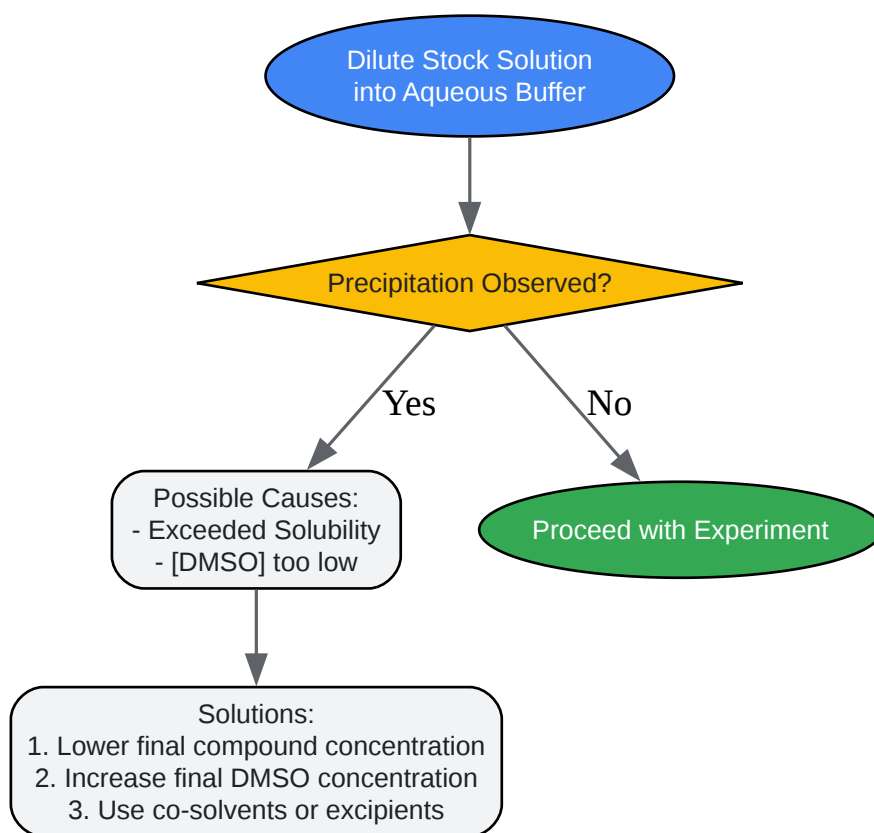 Dilute Stock Solution
into Aqueous Buffer
Precipitation Observed?
Yes
No
Possible Causes:
- Exceeded Solubility
- [DMSO] too low
Proceed with Experiment
Solutions:
1. Lower final compound concentration
2. Increase final DMSO concentration
3. Use co-solvents or excipients